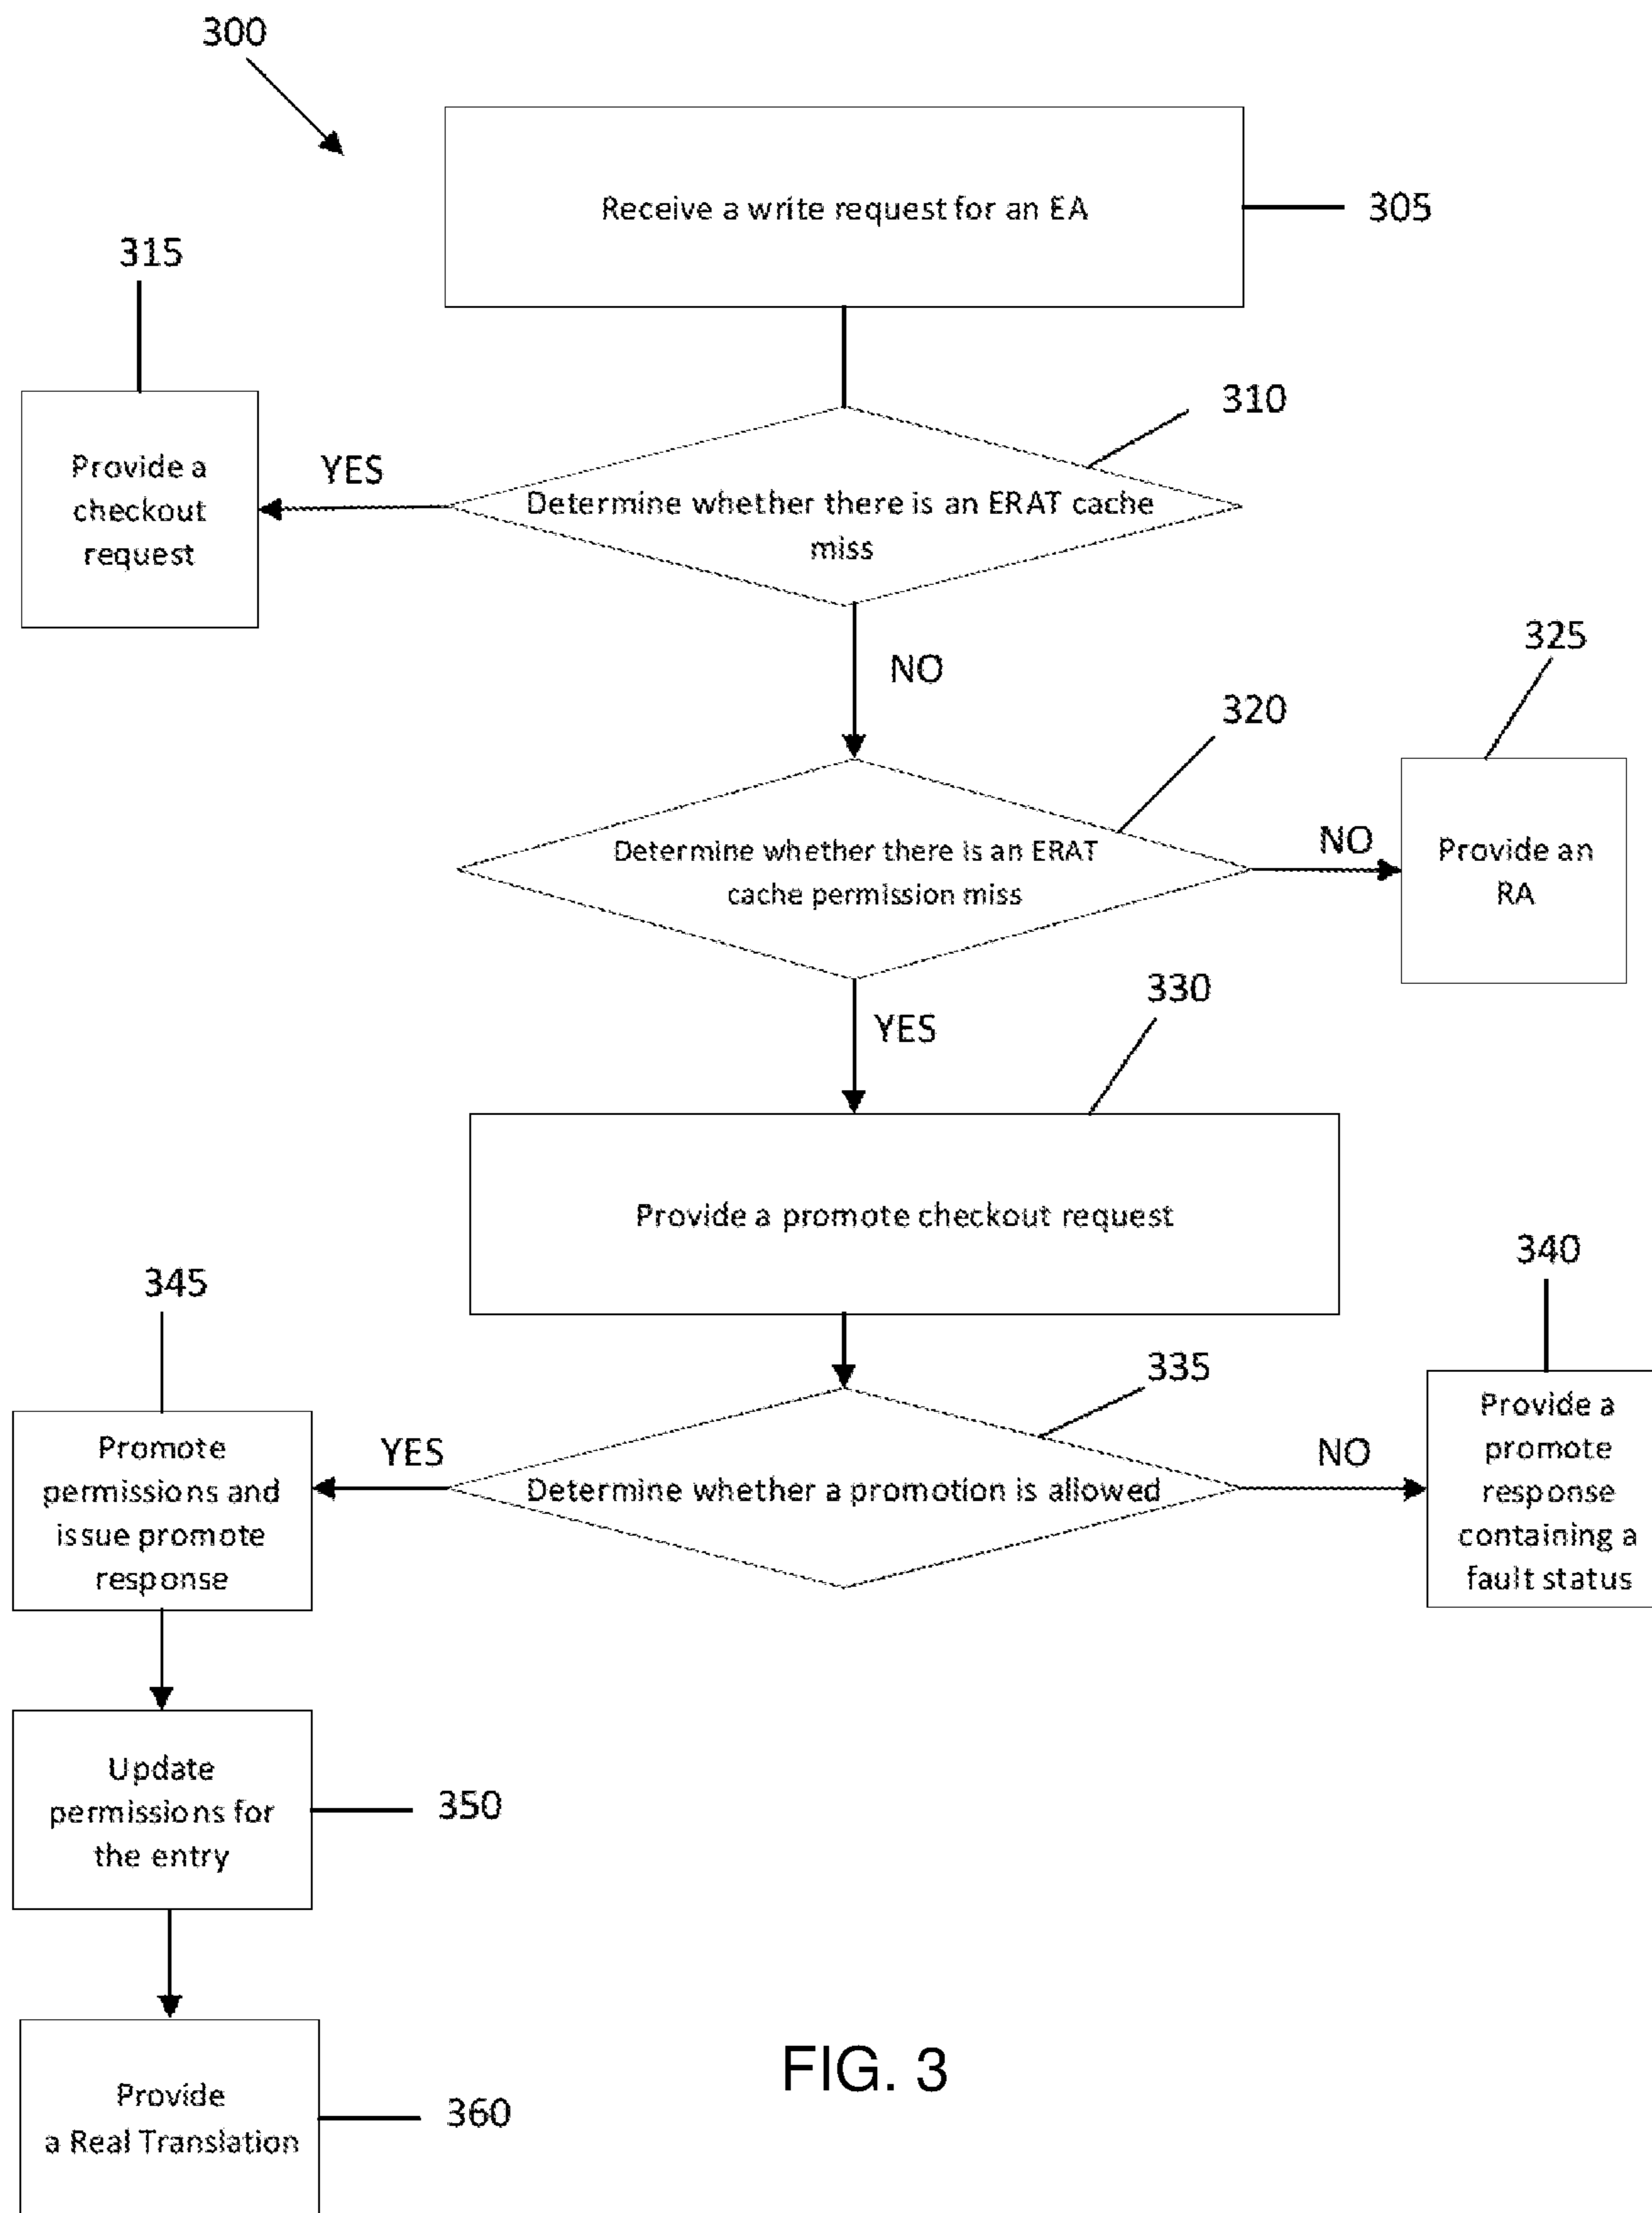 300
Receive a write request for an EA
305
315
310
Provide a
checkout
request
YES
Determine whether there is an ERAT cache
miss
NO
325
320
Determine whether there is an ERAT
cache permission miss
NO
Provide an
RA
330
YES
Provide a promote checkout request
340
345
335
Promote
permissions and
issue promote
response
YES
Determine whether a promotion is allowed
NO
Provide a
promote
response
containing a
fault status
Update
permissions for
the entry
350
Provide
a Real Translation
360
FIG. 3